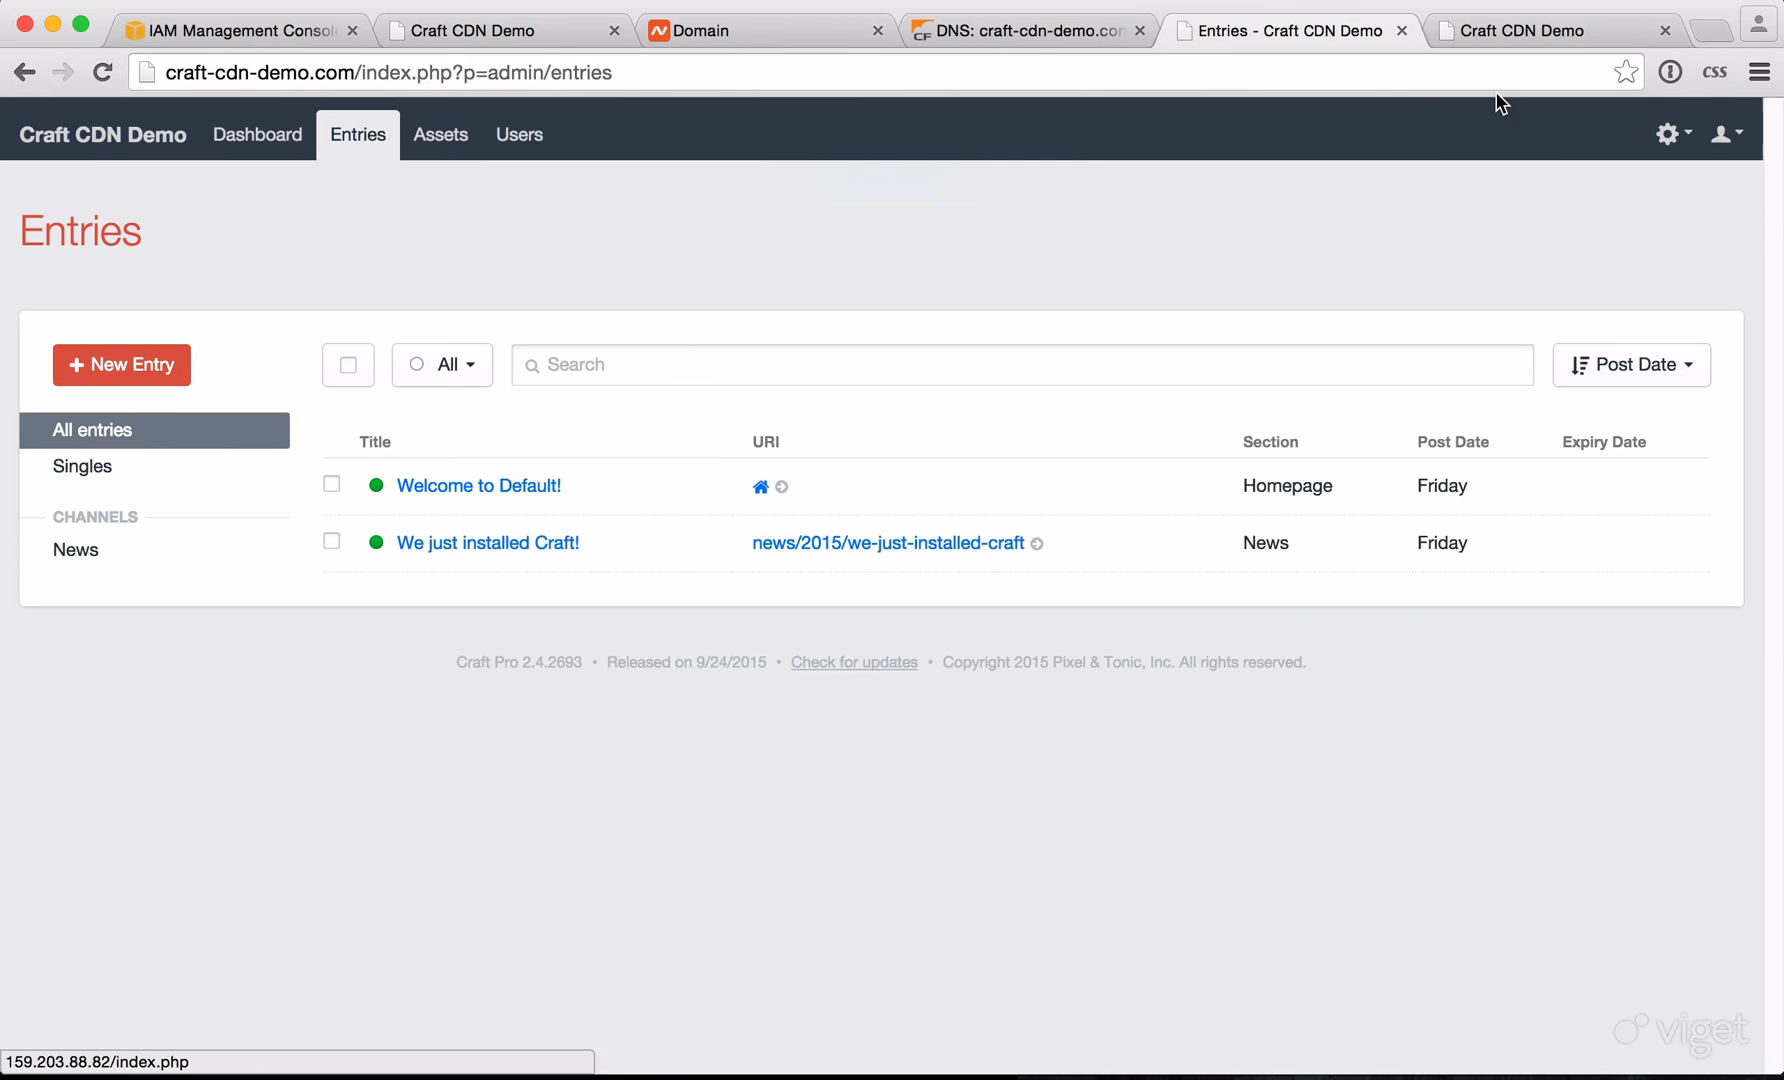 IAM Management Consol
Craft CDN Demo
Domain
DNS: craft-cdn-demo.com
Entries - Craft CDN Demo
Craft CDN Demo
craft-cdn-demo.com/index.php?p=admin/entries
css
Craft CDN Demo
Dashboard
Entries
Assets
Users
Entries
+ New Entry
All
Search
Post Date
All entries
Singles
CHANNELS
News
Title
URI
Section
Post Date
Expiry Date
Welcome to Default!
Homepage
Friday
We just installed Craft!
news/2015/we-just-installed-craft
News
Friday
Craft Pro 2.4.2693 • Released on 9/24/2015 • Check for updates • Copyright 2015 Pixel & Tonic, Inc. All rights reserved.
viget
159.203.88.82/index.php